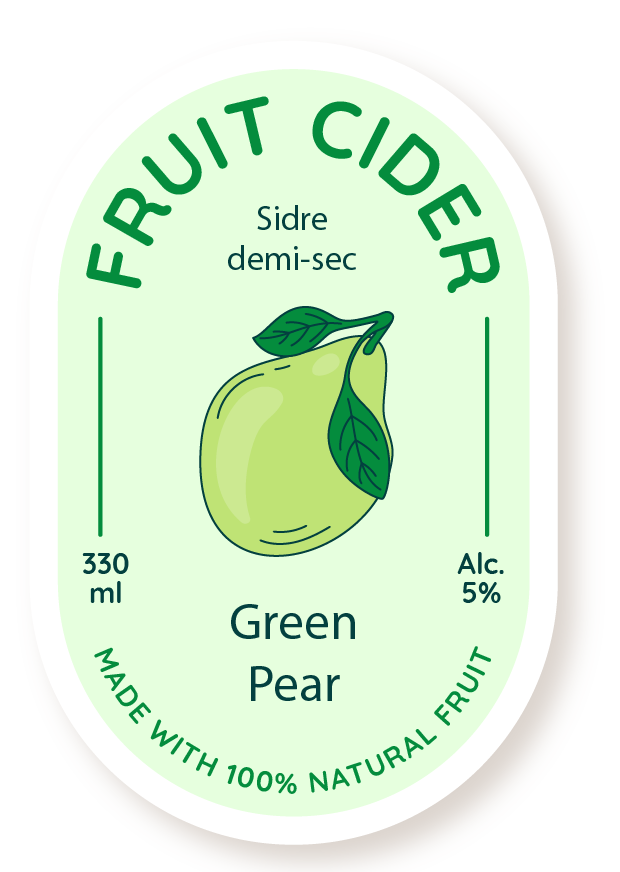 FRUIT CIDER
Sidre
demi-sec
330
ml
Alc.
5%
Green
Pear
MADE WITH 100% NATURAL FRUIT